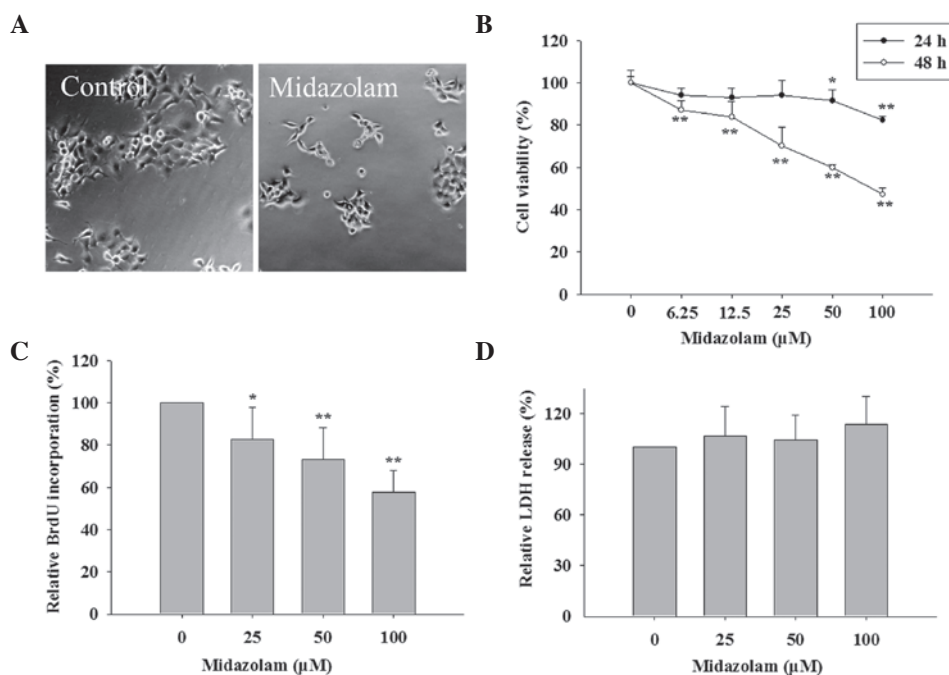 A
Control
Midazolam
B
24 h
48 h
Cell viability (%)
120
100
80
60
40
20
0
*
**
**
**
**
**
**
0 6.25 12.5 25 50 100
Midazolam (µM)
C
Relative BrdU incorporation (%)
120
100
80
60
40
20
0
*
**
**
0 25 50 100
Midazolam (µM)
D
Relative LDH release (%)
120
90
60
30
0
0 25 50 100
Midazolam (µM)